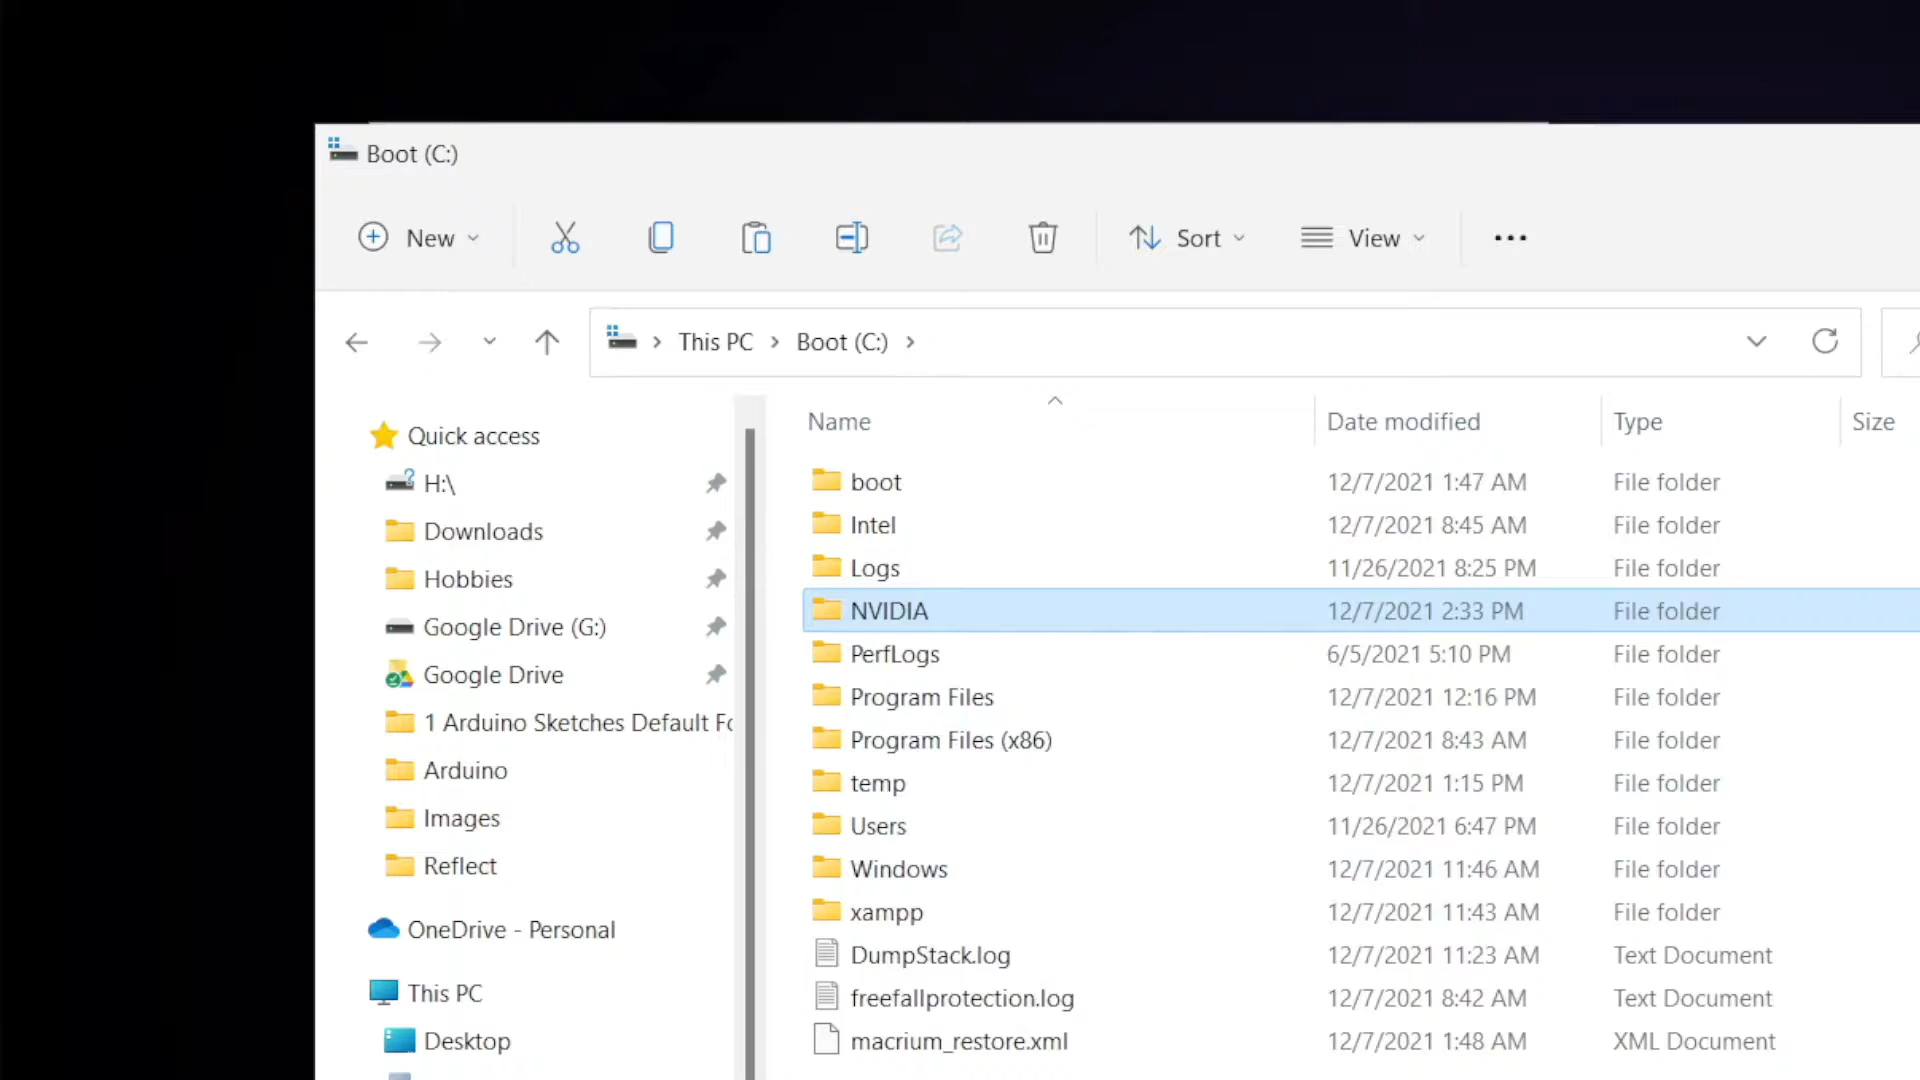 Boot (C:)
New
Sort
View
This PC
Boot (C:)
Name
Date modified
Type
Size
Quick access
H:\
Downloads
Hobbies
Google Drive (G:)
Google Drive
1 Arduino Sketches Default Fo
Arduino
Images
Reflect
OneDrive - Personal
This PC
Desktop
boot 12/7/2021 1:47 AM File folder
Intel 12/7/2021 8:45 AM File folder
Logs 11/26/2021 8:25 PM File folder
NVIDIA 12/7/2021 2:33 PM File folder
PerfLogs 6/5/2021 5:10 PM File folder
Program Files 12/7/2021 12:16 PM File folder
Program Files (x86) 12/7/2021 8:43 AM File folder
temp 12/7/2021 1:15 PM File folder
Users 11/26/2021 6:47 PM File folder
Windows 12/7/2021 11:46 AM File folder
xampp 12/7/2021 11:43 AM File folder
DumpStack.log 12/7/2021 11:23 AM Text Document
freefallprotection.log 12/7/2021 8:42 AM Text Document
macrium_restore.xml 12/7/2021 1:48 AM XML Document